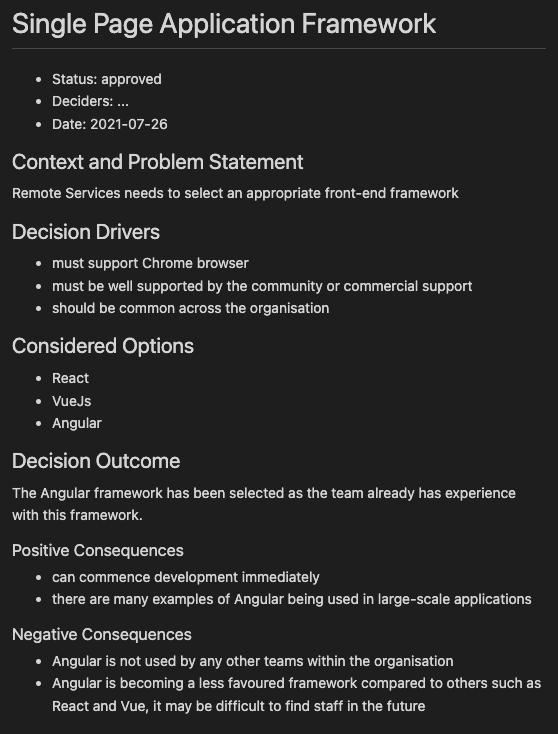 Single Page Application Framework
• Status: approved
• Deciders: ...
• Date: 2021-07-26
Context and Problem Statement
Remote Services needs to select an appropriate front-end framework
Decision Drivers
• must support Chrome browser
• must be well supported by the community or commercial support
• should be common across the organisation
Considered Options
• React
• VueJs
• Angular
Decision Outcome
The Angular framework has been selected as the team already has experience
with this framework.
Positive Consequences
• can commence development immediately
• there are many examples of Angular being used in large-scale applications
Negative Consequences
• Angular is not used by any other teams within the organisation
• Angular is becoming a less favoured framework compared to others such as
React and Vue, it may be difficult to find staff in the future